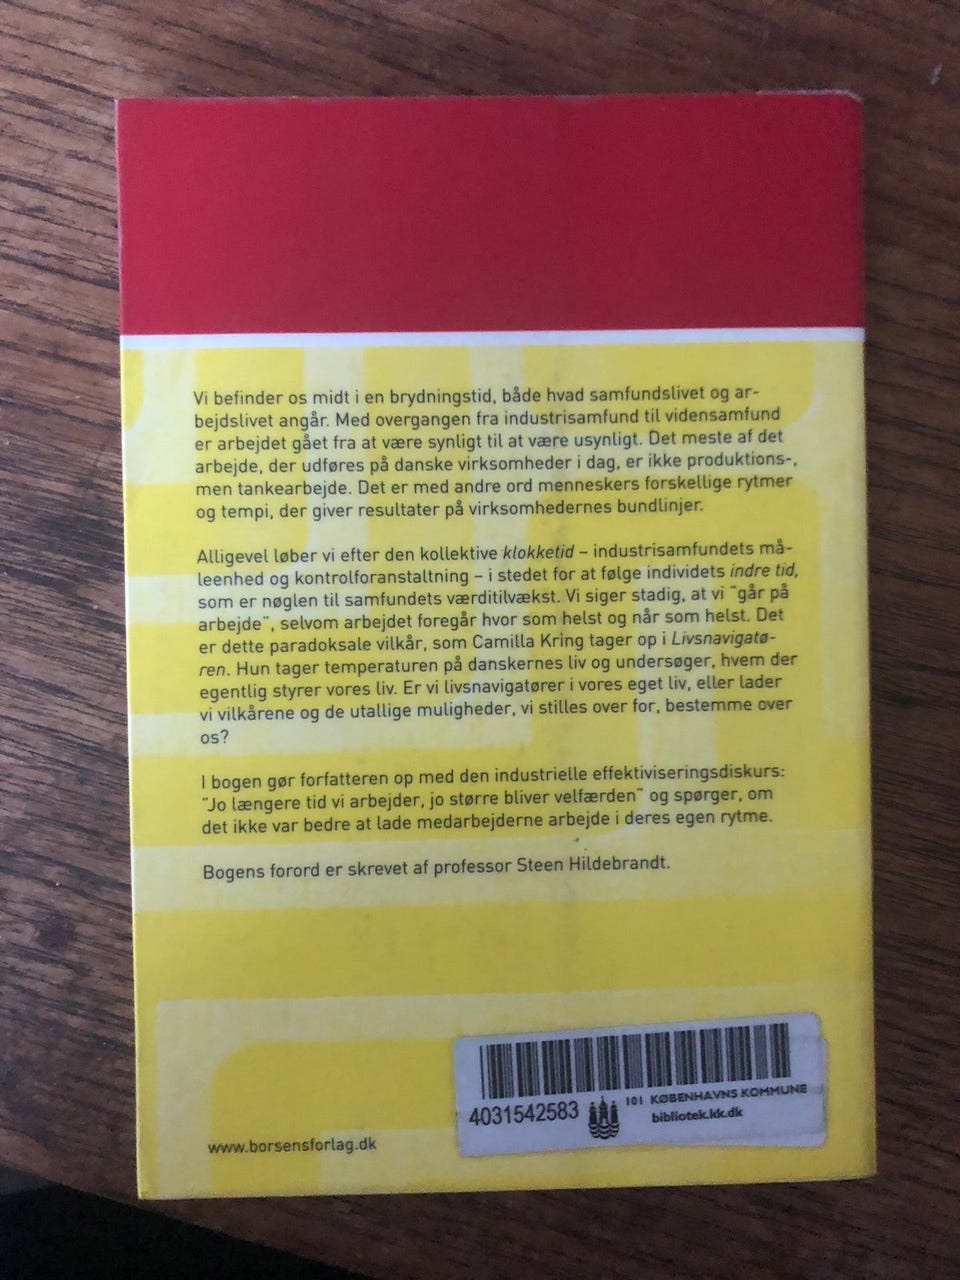 Vi befinder os midt i en brydningstid, både hvad samfundslivet og ar-
bejdslivet angår. Med overgangen fra industrisamfund til vidensamfund
er arbejdet gået fra at være synligt til at være usynligt. Det meste af det
arbejde, der udføres på danske virksomheder i dag, er ikke produktions-,
men tankearbejde. Det er med andre ord menneskers forskellige rytmer
og tempi, der giver resultater på virksomhedernes bundlinjer.
Alligevel løber vi efter den kollektive klokketid – industrisamfundets må-
leenhed og kontrolforanstaltning – i stedet for at følge individets indre tid,
som er nøglen til samfundets værditilvækst. Vi siger stadig, at vi "går på
arbejde", selvom arbejdet foregår hvor som helst og når som helst. Det
er dette paradoksale vilkår, som Camilla Kring tager op i Livsnavigatø-
ren. Hun tager temperaturen på danskernes liv og undersøger, hvem der
egentlig styrer vores liv. Er vi livsnavigatører i vores eget liv, eller lader
vi vilkårene og de utallige muligheder, vi stilles over for, bestemme over
os?
I bogen gør forfatteren op med den industrielle effektiviseringsdiskurs:
"Jo længere tid vi arbejder, jo større bliver velfærden" og spørger, om
det ikke var bedre at lade medarbejderne arbejde i deres egen rytme.
Bogens forord er skrevet af professor Steen Hildebrandt.
4031542583
101 KØBENHAVNS KOMMUNE
bibliotek.kk.dk
www.borsensforlag.dk